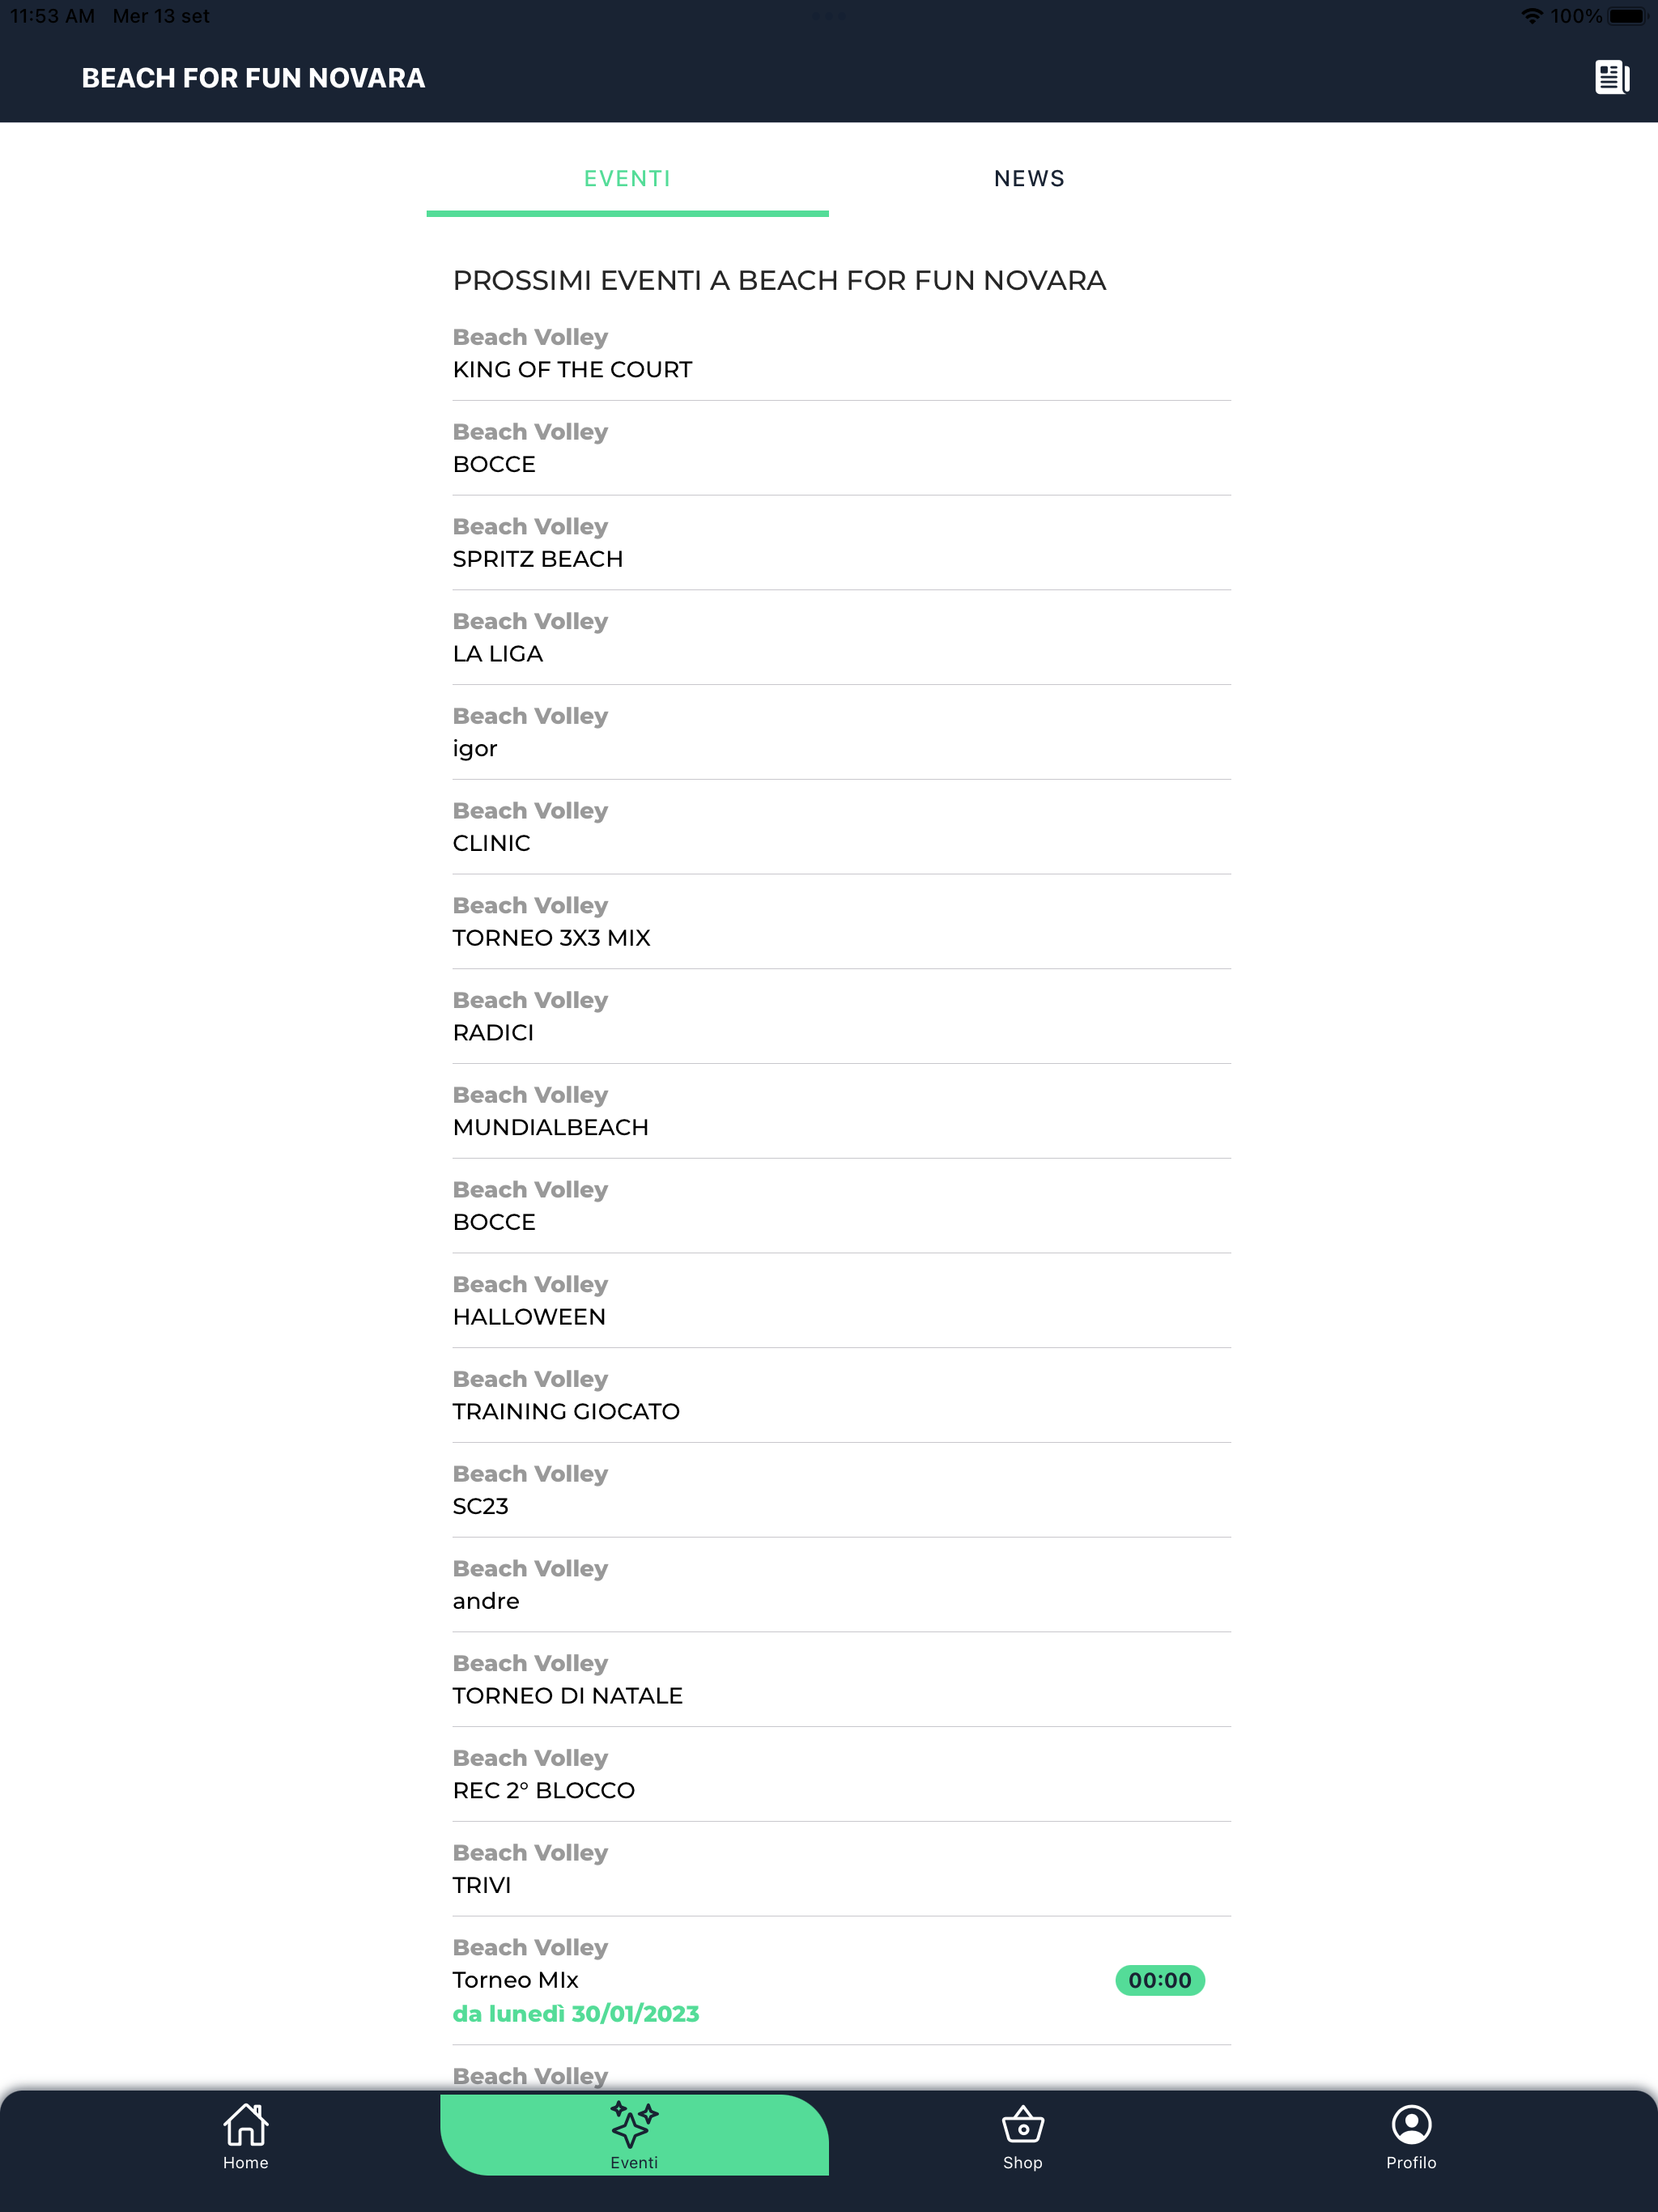 11:53 AM Mer 13 set
100%
BEACH FOR FUN NOVARA
EVENTI
NEWS
PROSSIMI EVENTI A BEACH FOR FUN NOVARA
Beach Volley
KING OF THE COURT
Beach Volley
BOCCE
Beach Volley
SPRITZ BEACH
Beach Volley
LA LIGA
Beach Volley
igor
Beach Volley
CLINIC
Beach Volley
TORNEO 3X3 MIX
Beach Volley
RADICI
Beach Volley
MUNDIALBEACH
Beach Volley
BOCCE
Beach Volley
HALLOWEEN
Beach Volley
TRAINING GIOCATO
Beach Volley
SC23
Beach Volley
andre
Beach Volley
TORNEO DI NATALE
Beach Volley
REC 2° BLOCCO
Beach Volley
TRIVI
Beach Volley
Torneo MIx
00:00
da lunedì 30/01/2023
Beach Volley
Home
Eventi
Shop
Profilo